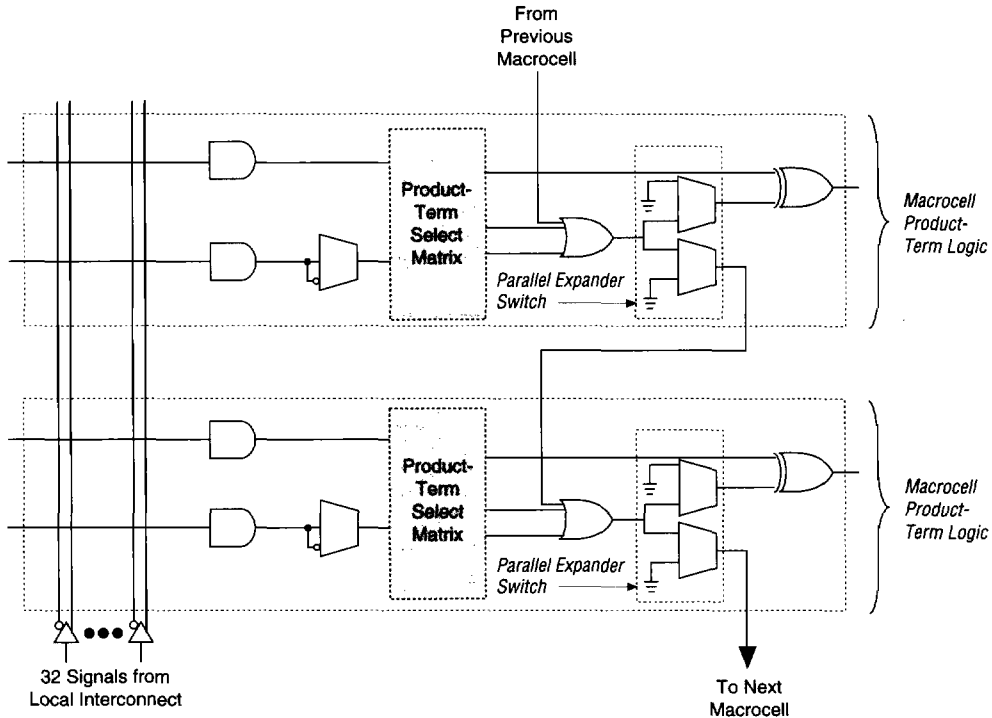 From
Previous
Macrocell
Product-
Term
Select
Matrix
Macrocell
Product-
Term Logic
Parallel Expander
Switch
Product-
Term
Select
Matrix
Macrocell
Product-
Term Logic
Parallel Expander
Switch
32 Signals from
Local Interconnect
To Next
Macrocell